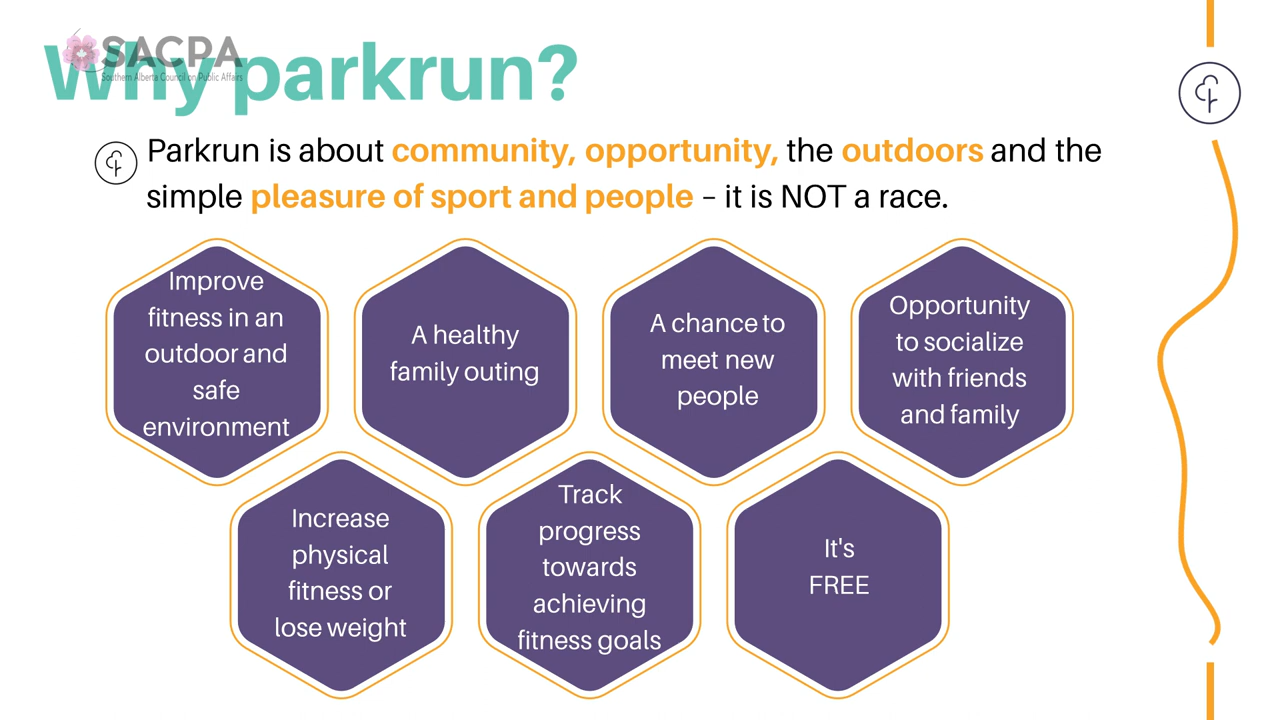 SACPA
Southern Alberta Council on Public Affairs
Why parkrun?
Parkrun is about community, opportunity, the outdoors and the
simple pleasure of sport and people – it is NOT a race.
Improve
fitness in an
outdoor and
safe
environment
A healthy
family outing
A chance to
meet new
people
Opportunity
to socialize
with friends
and family
Increase
physical
fitness or
lose weight
Track
progress
towards
achieving
fitness goals
It's
FREE